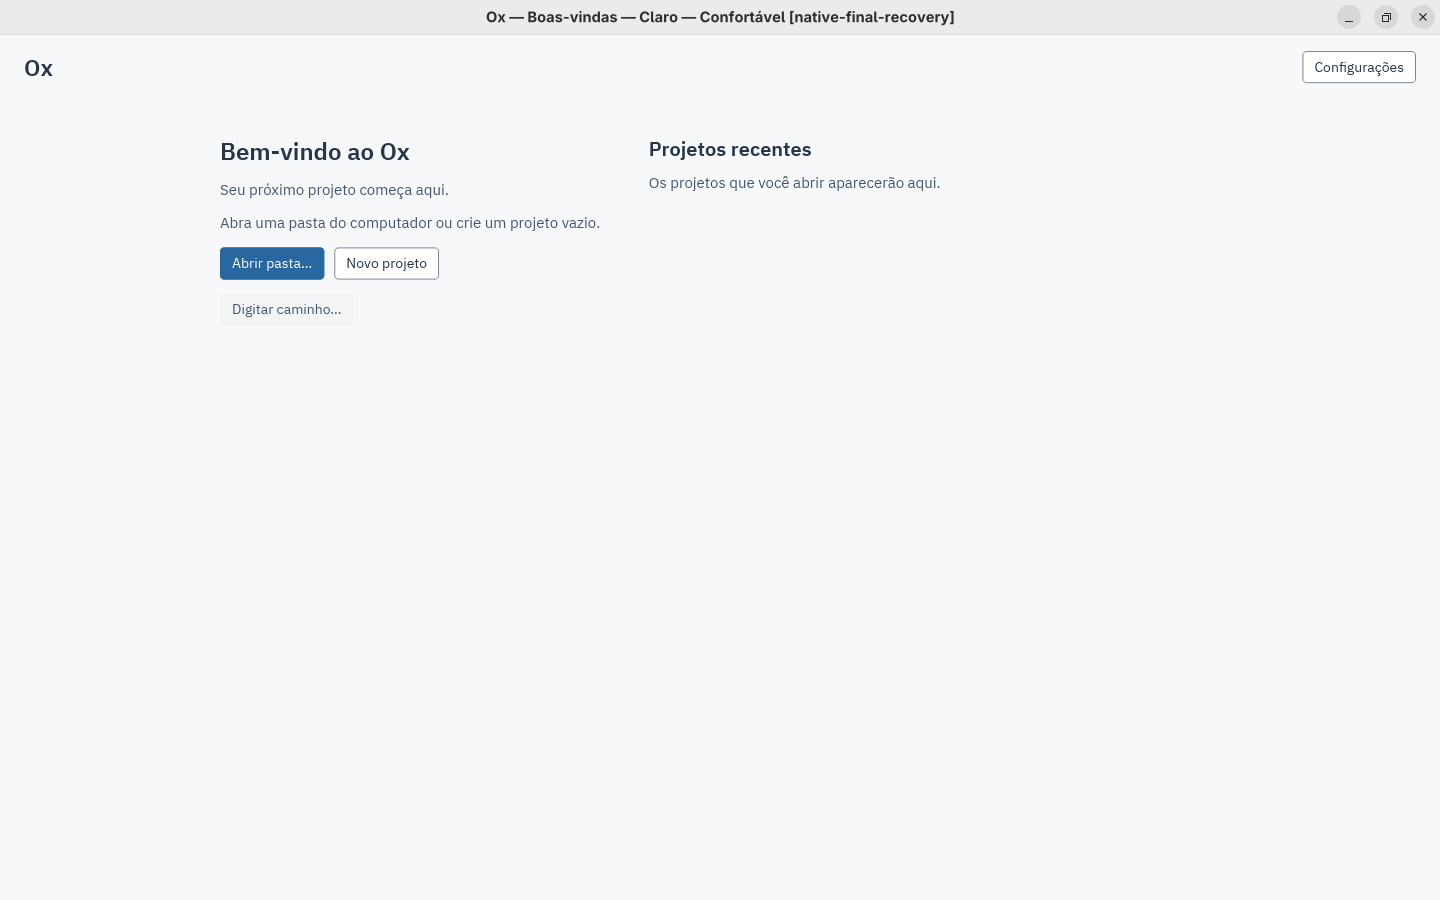 Ox — Boas-vindas — Claro — Confortável [native-final-recovery]
Ox
Configurações
Bem-vindo ao Ox
Seu próximo projeto começa aqui.
Abra uma pasta do computador ou crie um projeto vazio.
Abrir pasta...
Novo projeto
Digitar caminho...
Projetos recentes
Os projetos que você abrir aparecerão aqui.